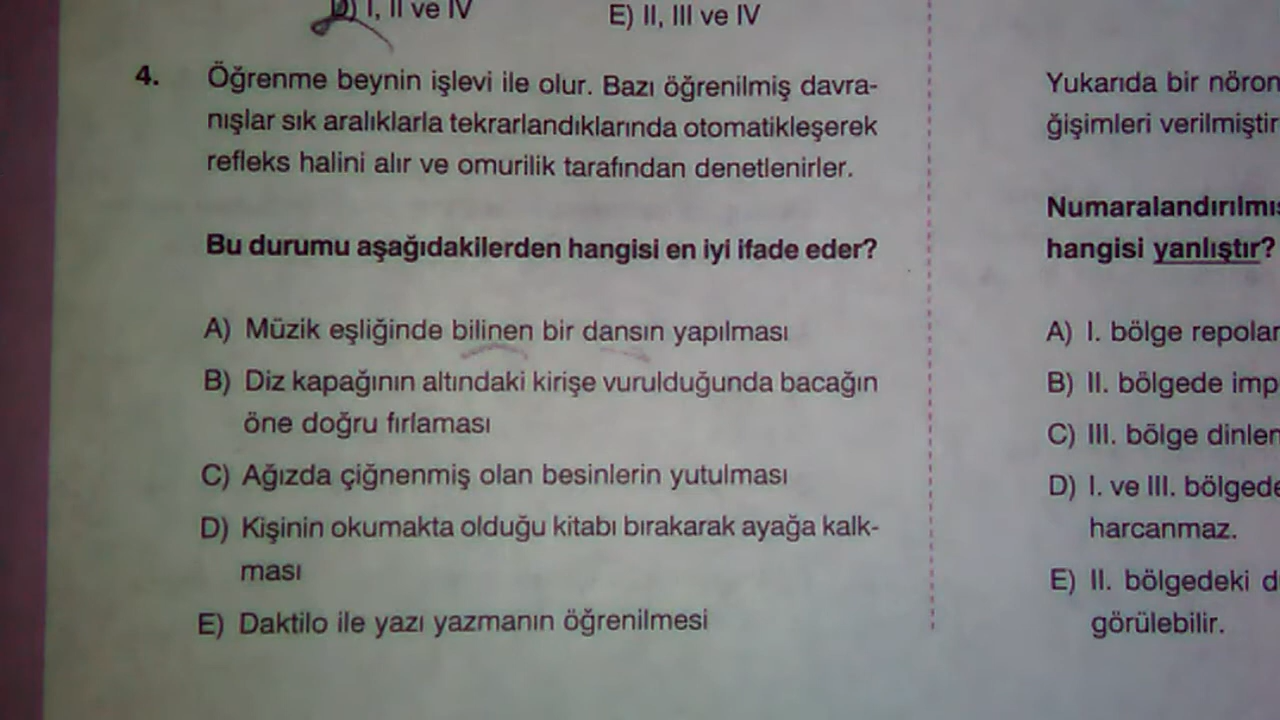 D) I, II ve IV
E) II, III ve IV
4. Öğrenme beynin işlevi ile olur. Bazı öğrenilmiş davra-
nışlar sık aralıklarla tekrarlandıklarında otomatikleşerek
refleks halini alır ve omurilik tarafından denetlenirler.
Bu durumu aşağıdakilerden hangisi en iyi ifade eder?
A) Müzik eşliğinde bilinen bir dansın yapılması
B) Diz kapağının altındaki kirişe vurulduğunda bacağın
öne doğru fırlaması
C) Ağızda çiğnenmiş olan besinlerin yutulması
D) Kişinin okumakta olduğu kitabı bırakarak ayağa kalk-
ması
E) Daktilo ile yazı yazmanın öğrenilmesi
Yukarıda bir nöron
ğişimleri verilmiştir
Numaralandırılmış
hangisi yanlıştır?
A) I. bölge repolar
B) II. bölgede imp
C) III. bölge dinlen
D) I. ve III. bölgede
harcanmaz.
E) II. bölgedeki d
görülebilir.